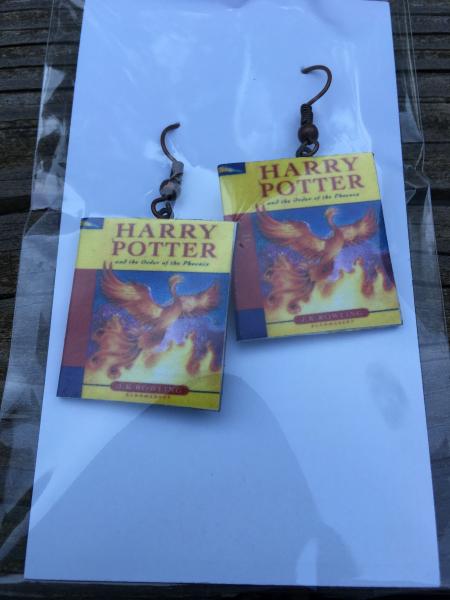 HARRY
POTTER
and the Order of the Phoenix
J.K.ROWLING
BLOOMSBURY
HARRY
POTTER
and the Order of the Phoenix
J.K.ROWLING
BLOOMSBURY